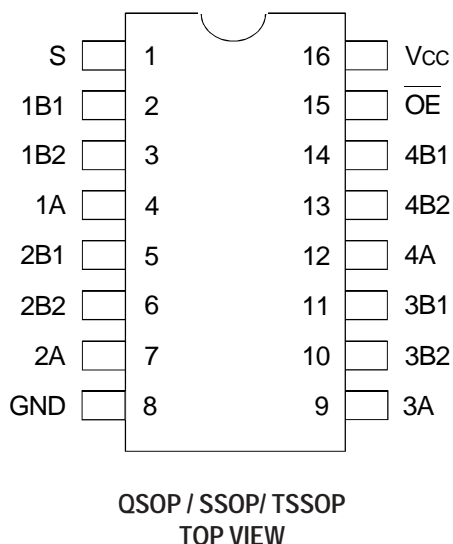 S 1 16 Vcc
1B1 2 15 OE
1B2 3 14 4B1
1A 4 13 4B2
2B1 5 12 4A
2B2 6 11 3B1
2A 7 10 3B2
GND 8 9 3A
QSOP / SSOP/ TSSOP
TOP VIEW